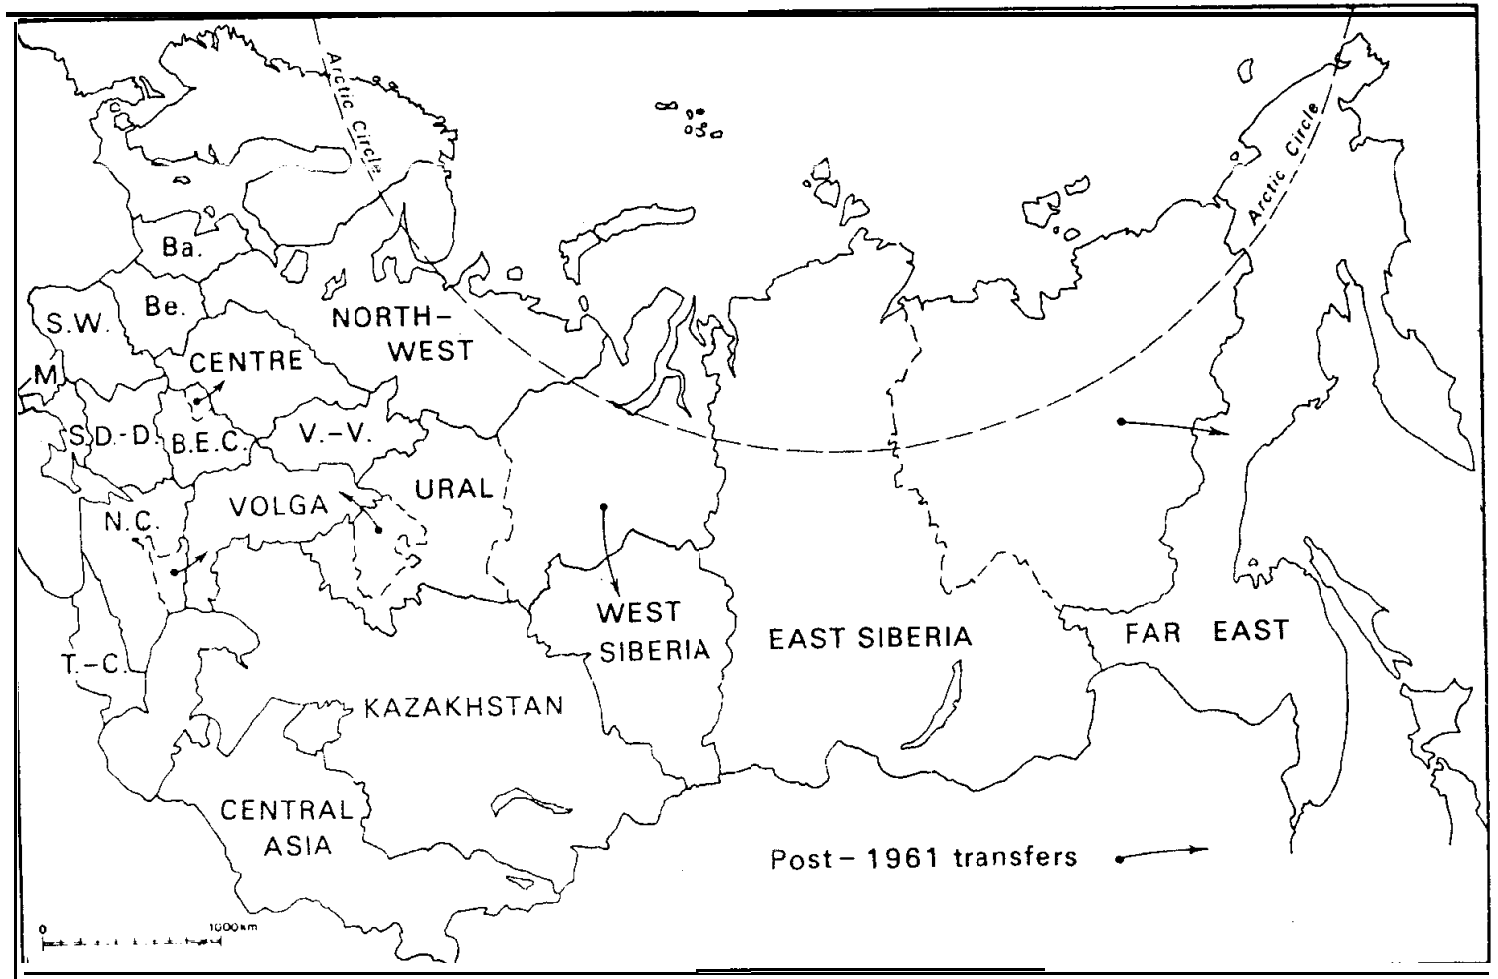 Arctic Circle
Arctic Circle
Ba.
Be.
S.W.
NORTH-
WEST
CENTRE
M
S.
D.-D.
B.E.C.
V.-V.
URAL
VOLGA
N.C.
WEST
SIBERIA
EAST SIBERIA
FAR EAST
T.-C.
KAZAKHSTAN
CENTRAL
ASIA
Post-1961 transfers
0 1000km